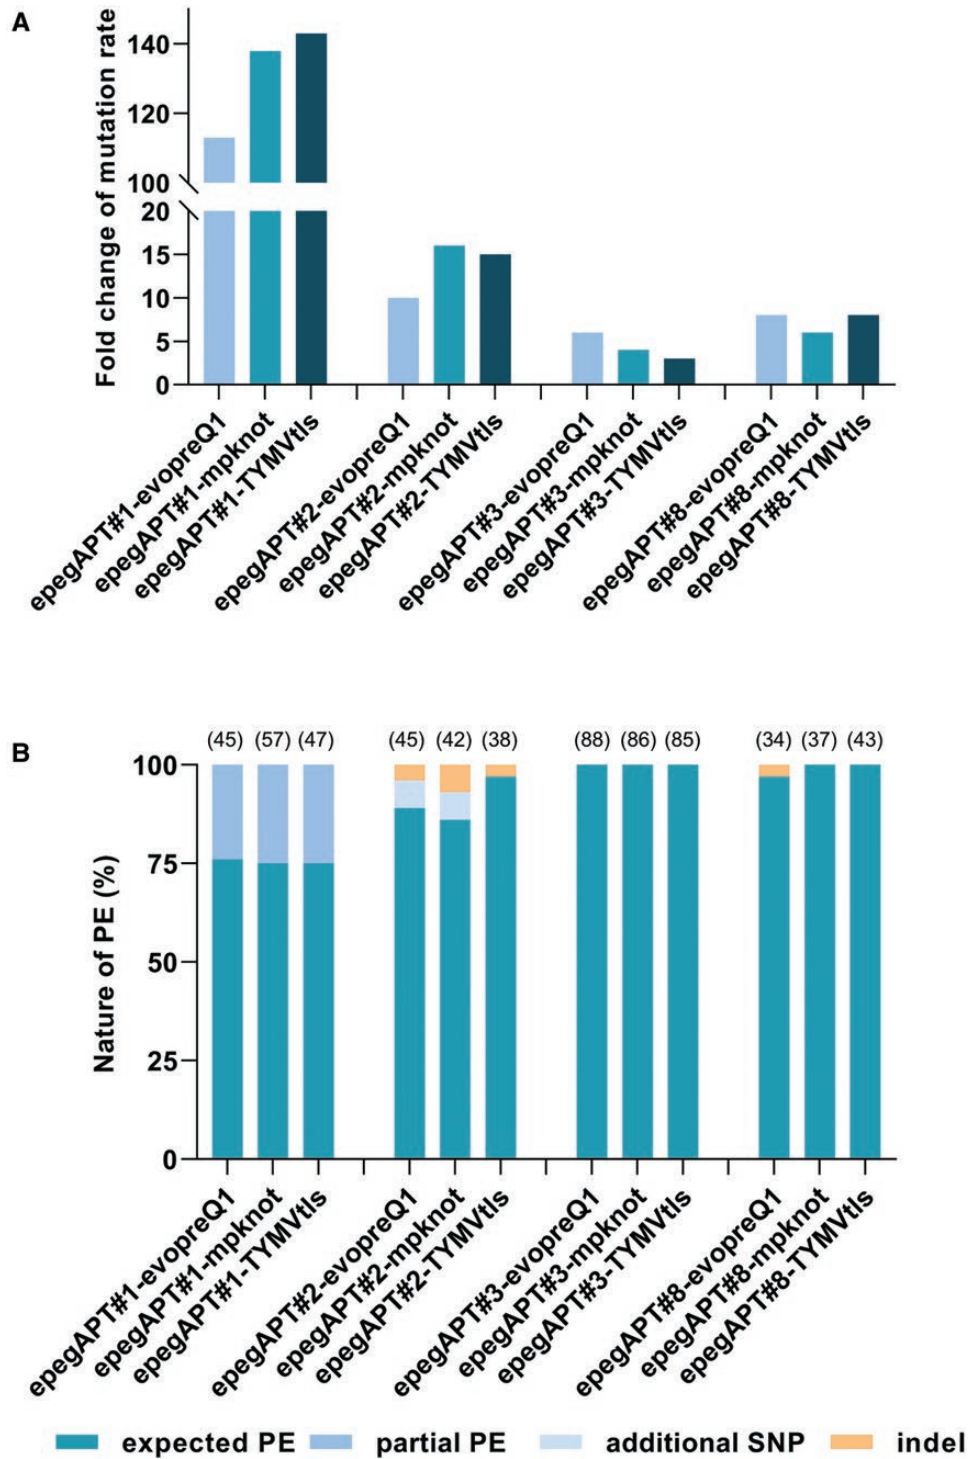 A
Fold change of mutation rate
140
120
100
20
15
10
5
0
epegAPT#1-evopreQ1
epegAPT#1-mpknot
epegAPT#1-TYMVtls
epegAPT#2-evopreQ1
epegAPT#2-mpknot
epegAPT#2-TYMVtls
epegAPT#3-evopreQ1
epegAPT#3-mpknot
epegAPT#3-TYMVtls
epegAPT#8-evopreQ1
epegAPT#8-mpknot
epegAPT#8-TYMVtls
B
(45) (57) (47) (45) (42) (38) (88) (86) (85) (34) (37) (43)
Nature of PE (%)
100
75
50
25
0
epegAPT#1-evopreQ1
epegAPT#1-mpknot
epegAPT#1-TYMVtls
epegAPT#2-evopreQ1
epegAPT#2-mpknot
epegAPT#2-TYMVtls
epegAPT#3-evopreQ1
epegAPT#3-mpknot
epegAPT#3-TYMVtls
epegAPT#8-evopreQ1
epegAPT#8-mpknot
epegAPT#8-TYMVtls
expected PE partial PE additional SNP indel